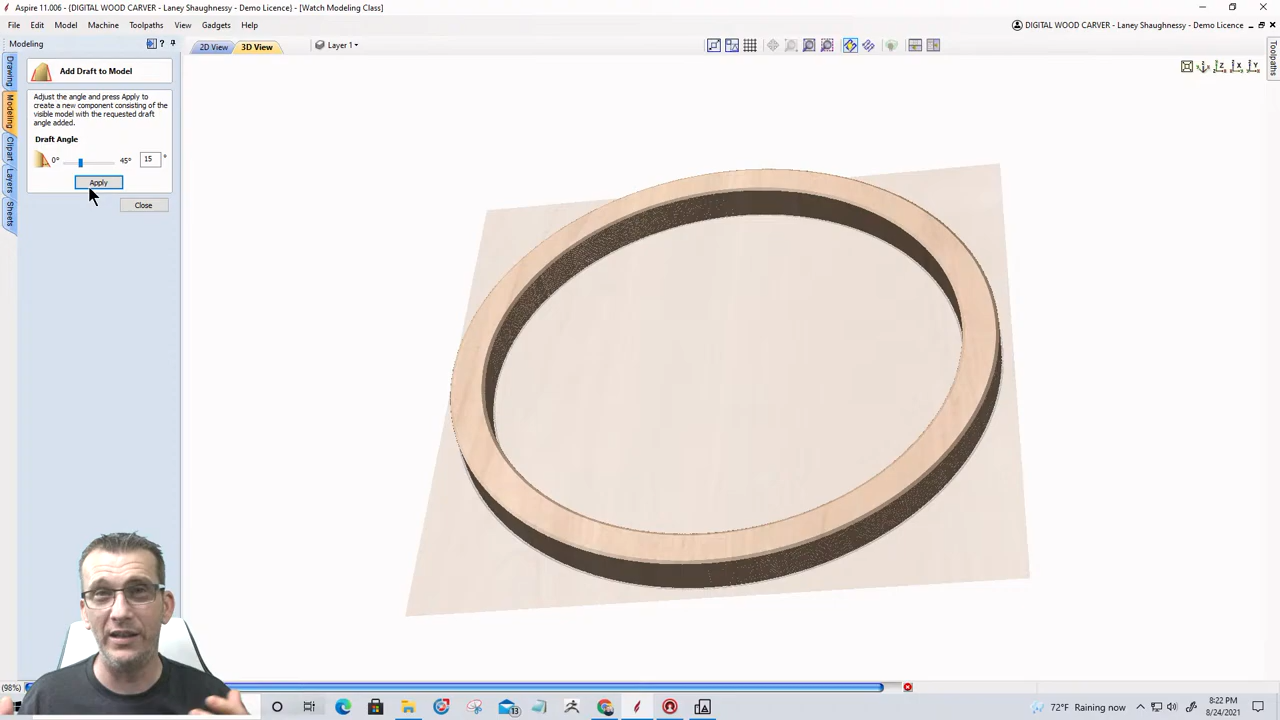 Aspire 11.006 - (DIGITAL WOOD CARVER - Laney Shaughnessy - Demo Licence) - [Watch Modeling Class]
File Edit Model Machine Toolpaths View Gadgets Help
DIGITAL WOOD CARVER - Laney Shaughnessy - Demo Licence
Modeling
2D View 3D View Layer 1
Toolpaths
Drawing
Modeling
Clipart
Layers
Sheets
Add Draft to Model
Adjust the angle and press Apply to
create a new component consisting of the
visible model with the requested draft
angle added.
Draft Angle
0° 45° 15 °
Apply
Close
Z X Y
(98%)
13
72°F Raining now
8:22 PM
8/24/2021